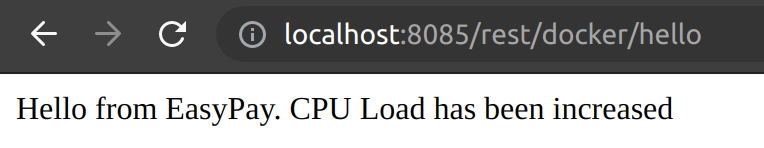 localhost:8085/rest/docker/hello
Hello from EasyPay. CPU Load has been increased